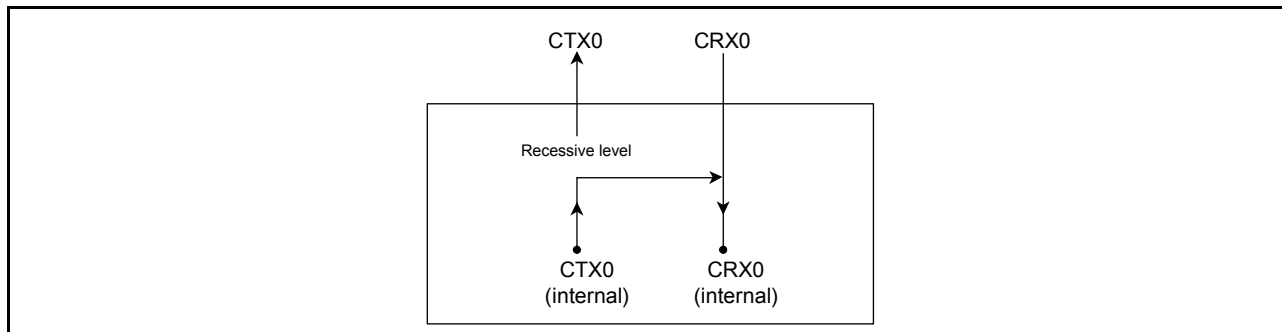 CTX0 CRX0
Recessive level
CTX0 CRX0
(internal) (internal)